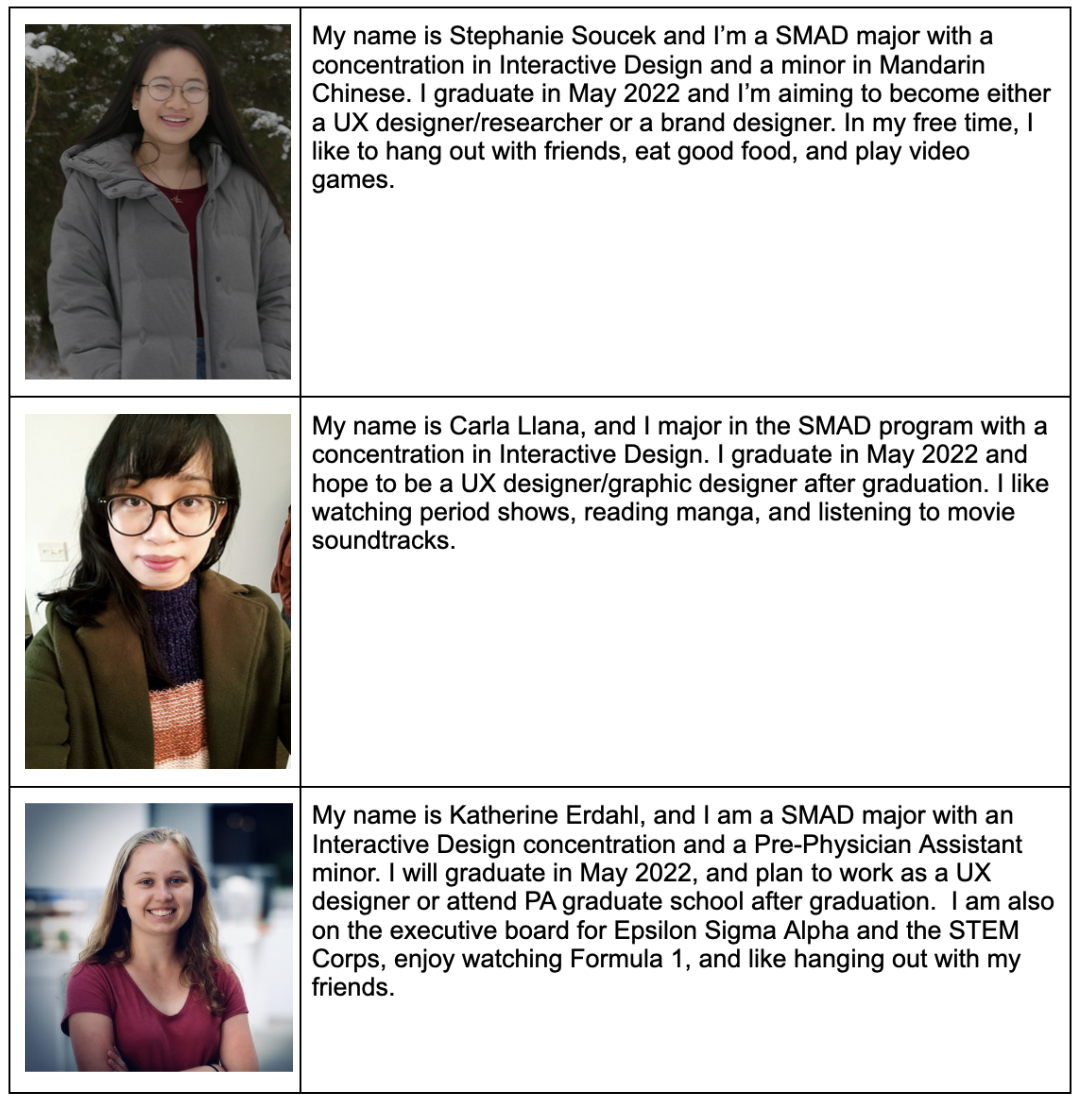 My name is Stephanie Soucek and I’m a SMAD major with a
concentration in Interactive Design and a minor in Mandarin
Chinese. I graduate in May 2022 and I’m aiming to become either
a UX designer/researcher or a brand designer. In my free time, I
like to hang out with friends, eat good food, and play video
games.
My name is Carla Llana, and I major in the SMAD program with a
concentration in Interactive Design. I graduate in May 2022 and
hope to be a UX designer/graphic designer after graduation. I like
watching period shows, reading manga, and listening to movie
soundtracks.
My name is Katherine Erdahl, and I am a SMAD major with an
Interactive Design concentration and a Pre-Physician Assistant
minor. I will graduate in May 2022, and plan to work as a UX
designer or attend PA graduate school after graduation.  I am also
on the executive board for Epsilon Sigma Alpha and the STEM
Corps, enjoy watching Formula 1, and like hanging out with my
friends.